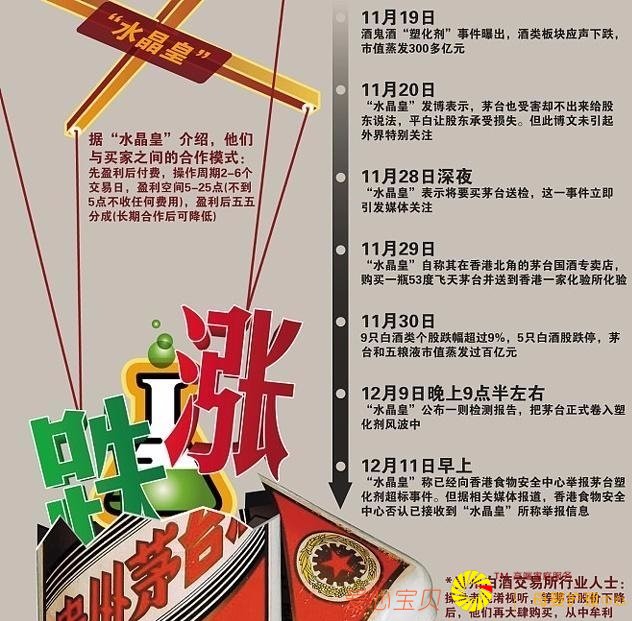 “水晶皇”
据“水晶皇”介绍，他们
与买家之间的合作模式：
先盈利后付费，操作周期2-6个
交易日，盈利空间5-25点(不到
5点不收任何费用)，盈利后五五
分成(长期合作后可降低)
涨
跌
贵州茅台
11月19日
酒鬼酒“塑化剂”事件曝出，酒类板块应声下跌，
市值蒸发300多亿元
11月20日
“水晶皇”发博表示，茅台也受害却不出来给股
东说法，平白让股东承受损失。但此博文未引起
外界特别关注
11月28日深夜
“水晶皇”表示将要买茅台送检，这一事件立即
引发媒体关注
11月29日
“水晶皇”自称其在香港北角的茅台国酒专卖店，
购买一瓶53度飞天茅台并送到香港一家化验所化验
11月30日
9只白酒类个股跌幅超过9%，5只白酒股跌停，茅
台和五粮液市值蒸发过百亿元
12月9日晚上9点半左右
“水晶皇”公布一则检测报告，把茅台正式卷入塑
化剂风波中
12月11日早上
“水晶皇”称已经向香港食物安全中心举报茅台塑
化剂超标事件。但据相关媒体报道，香港食物安全
中心否认已接收到“水晶皇”所称举报信息
白酒交易所行业人士：
淆视听，等茅台股价下降
后，他们再大肆购买，从中牟利